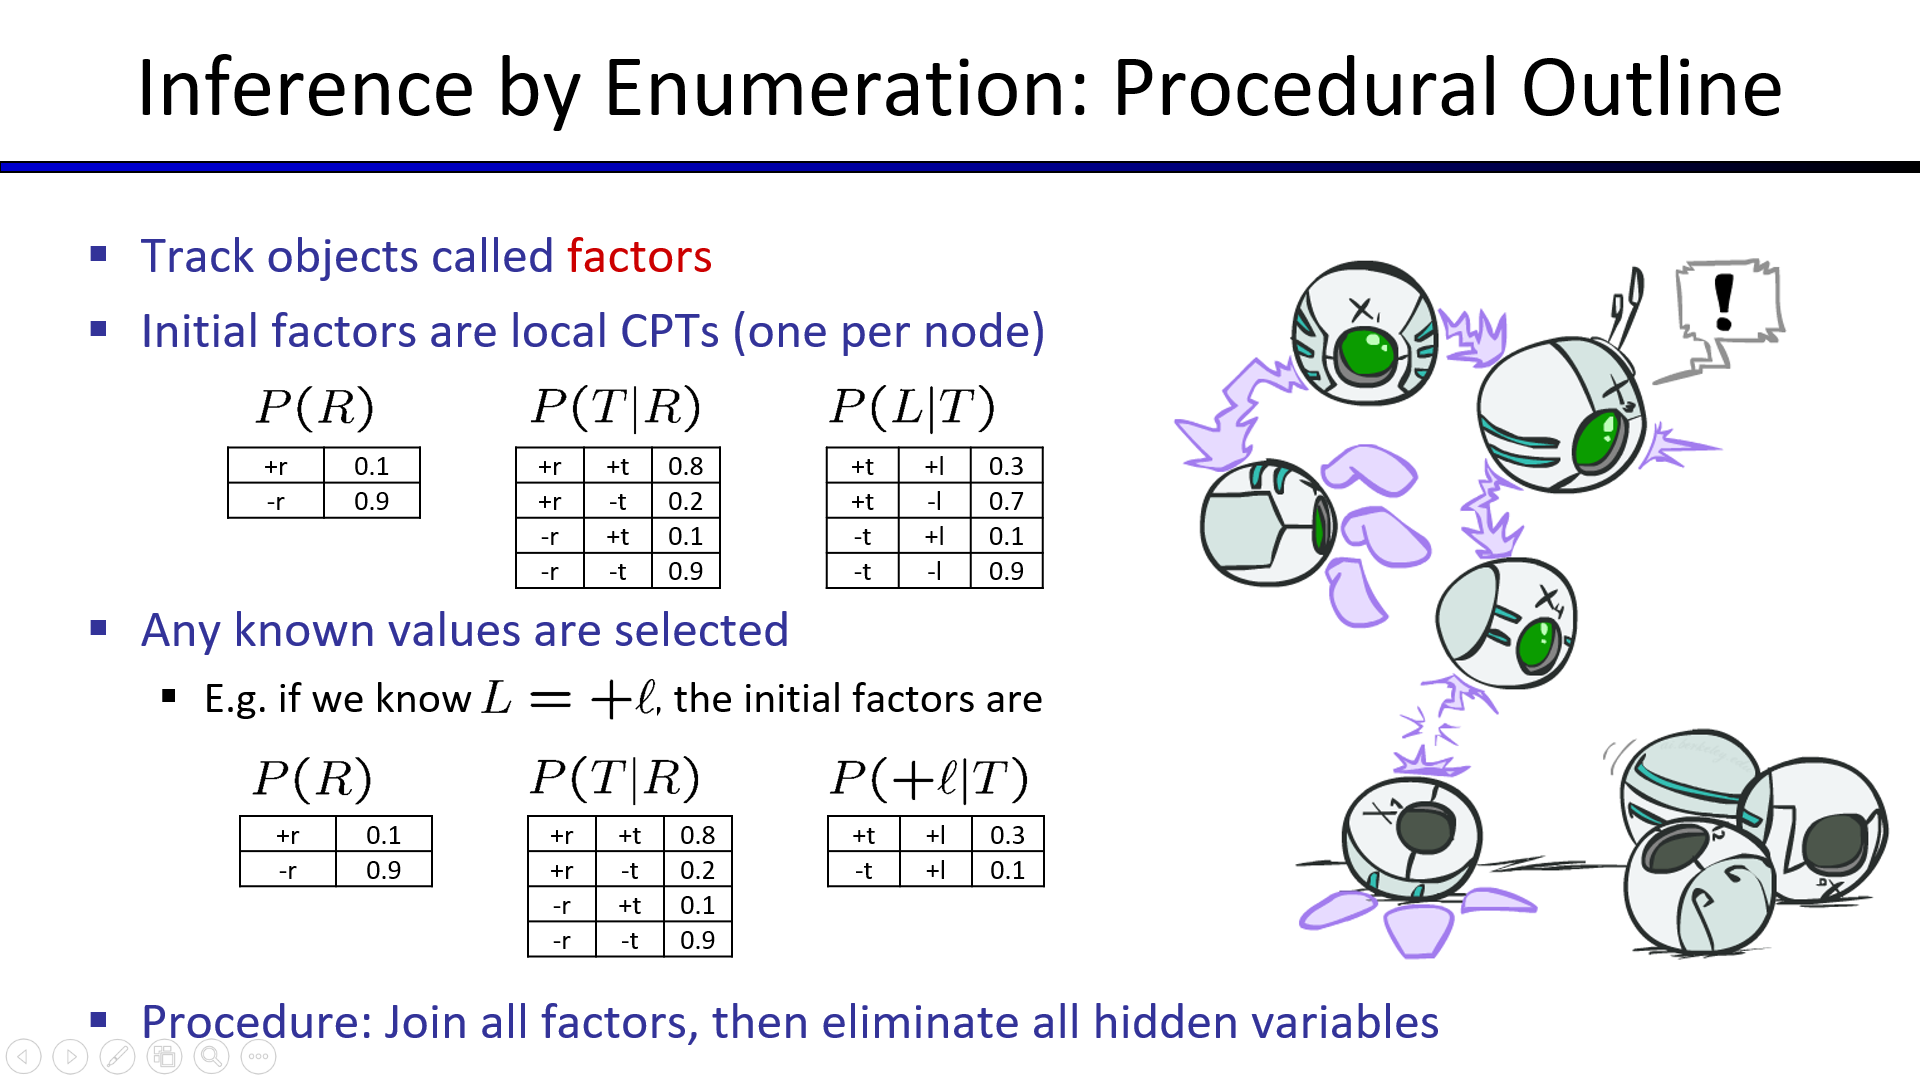 Inference by Enumeration: Procedural Outline
Track objects called factors
Initial factors are local CPTs (one per node)
P(R) P(T|R) P(L|T)
+r 0.1 +r +t 0.8 +t +l 0.3
-r 0.9 +r -t 0.2 +t -l 0.7
-r +t 0.1 -t +l 0.1
-r -t 0.9 -t -l 0.9
Any known values are selected
E.g. if we know L = +ℓ, the initial factors are
P(R) P(T|R) P(+ℓ|T)
+r 0.1 +r +t 0.8 +t +l 0.3
-r 0.9 +r -t 0.2 -t +l 0.1
-r +t 0.1
-r -t 0.9
Procedure: Join all factors, then eliminate all hidden variables
X₁
!
X₃